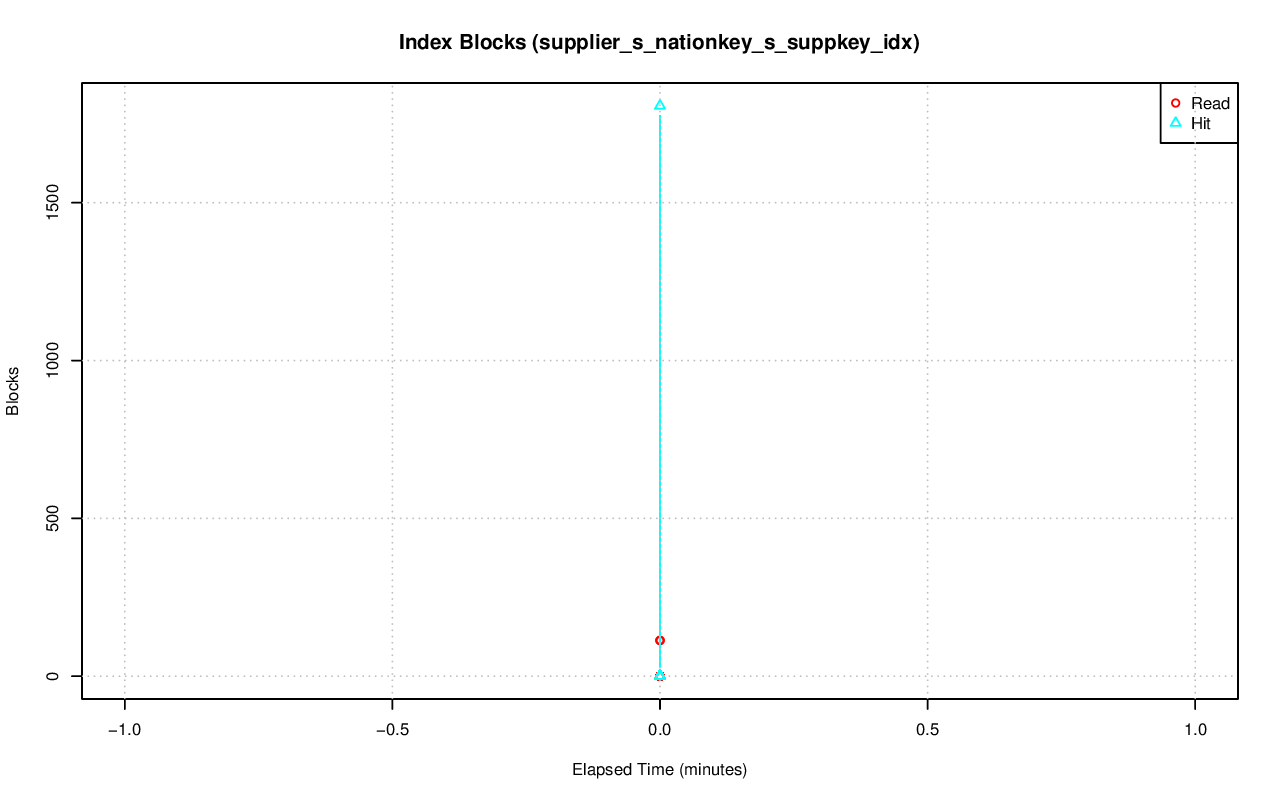 Index Blocks (supplier_s_nationkey_s_suppkey_idx)
Read
Hit
Blocks
1500
1000
500
0
−1.0
−0.5
0.0
0.5
1.0
Elapsed Time (minutes)